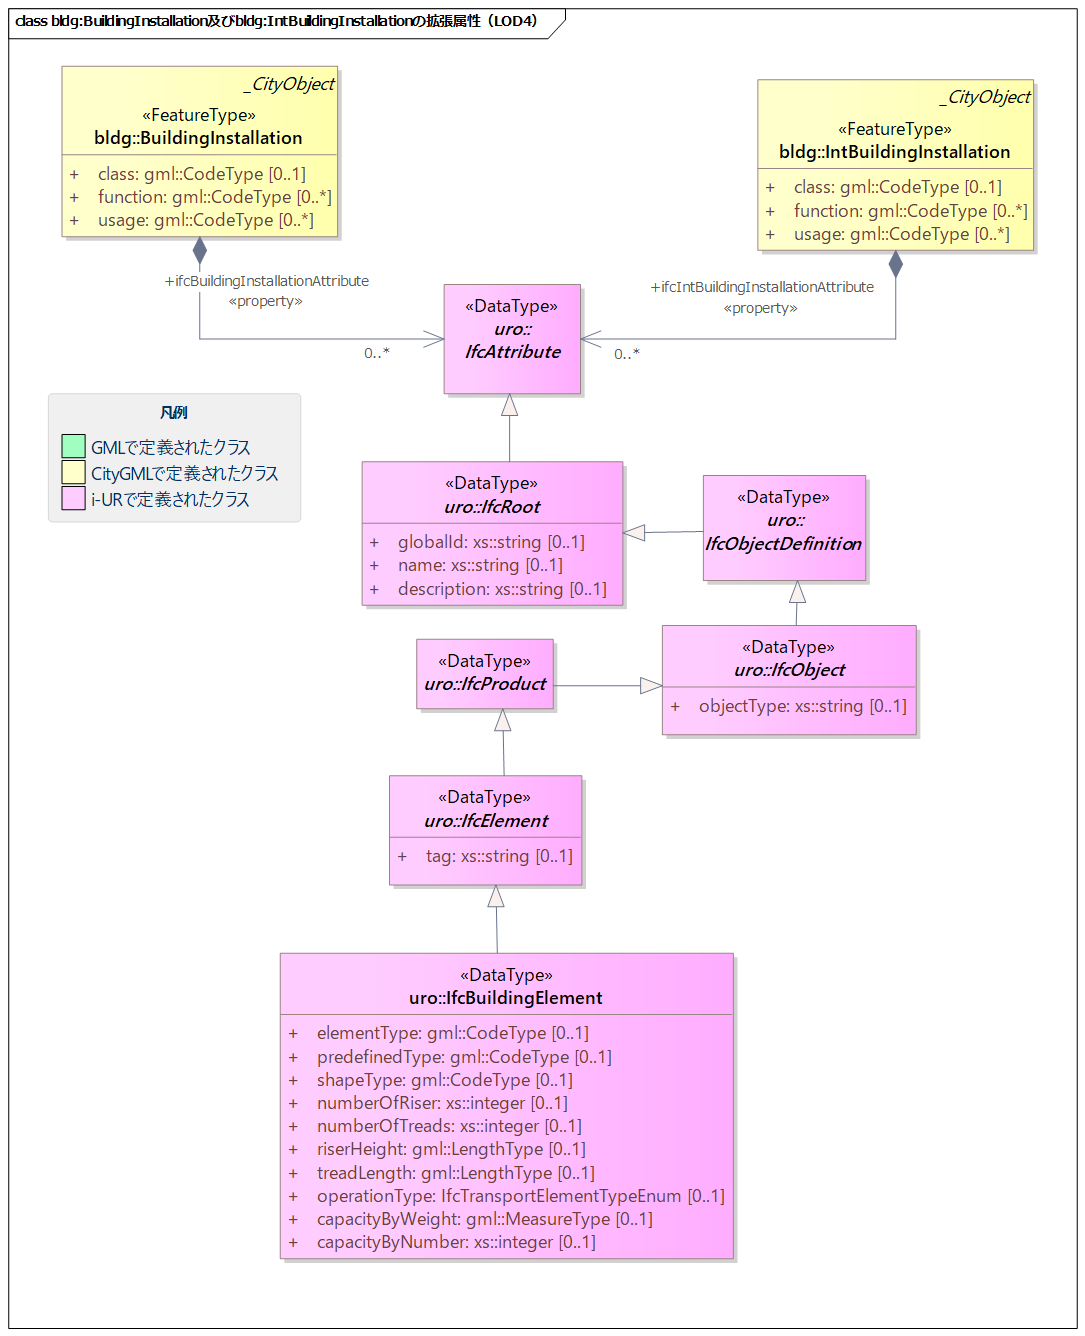 class bldg:BuildingInstallation及びbldg:IntBuildingInstallationの拡張属性（LOD4）
_CityObject
«FeatureType»
bldg::BuildingInstallation
+ class: gml::CodeType [0..1]
+ function: gml::CodeType [0..*]
+ usage: gml::CodeType [0..*]
_CityObject
«FeatureType»
bldg::IntBuildingInstallation
+ class: gml::CodeType [0..1]
+ function: gml::CodeType [0..*]
+ usage: gml::CodeType [0..*]
+ifcBuildingInstallationAttribute
«property»
0..*
+ifcIntBuildingInstallationAttribute
«property»
0..*
«DataType»
uro::
IfcAttribute
凡例
GMLで定義されたクラス
CityGMLで定義されたクラス
i-URで定義されたクラス
«DataType»
uro::IfcRoot
+ globalId: xs::string [0..1]
+ name: xs::string [0..1]
+ description: xs::string [0..1]
«DataType»
uro::
IfcObjectDefinition
«DataType»
uro::IfcProduct
«DataType»
uro::IfcObject
+ objectType: xs::string [0..1]
«DataType»
uro::IfcElement
+ tag: xs::string [0..1]
«DataType»
uro::IfcBuildingElement
+ elementType: gml::CodeType [0..1]
+ predefinedType: gml::CodeType [0..1]
+ shapeType: gml::CodeType [0..1]
+ numberOfRiser: xs::integer [0..1]
+ numberOfTreads: xs::integer [0..1]
+ riserHeight: gml::LengthType [0..1]
+ treadLength: gml::LengthType [0..1]
+ operationType: IfcTransportElementTypeEnum [0..1]
+ capacityByWeight: gml::MeasureType [0..1]
+ capacityByNumber: xs::integer [0..1]